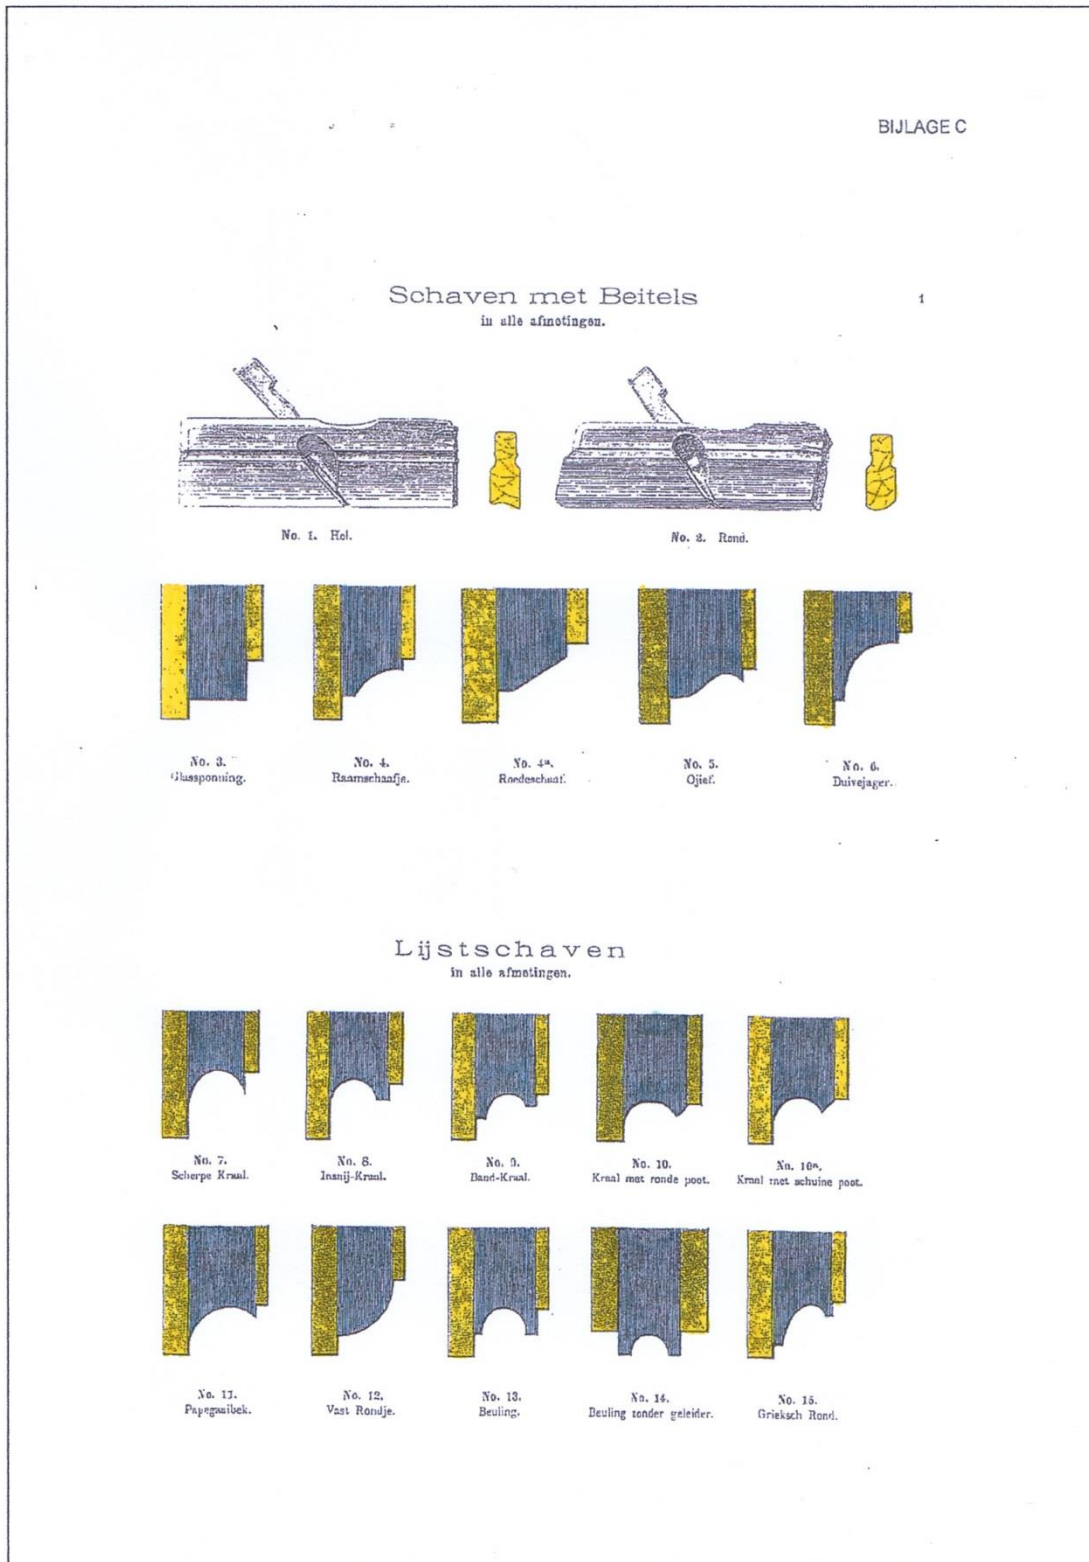 BIJLAGE C
Schaven met Beitels
1
in alle afmetingen.
No. 1. Hol.
No. 2. Rond.
No. 3.
Glassponning.
No. 4.
Raamschaafje.
No. 4a.
Roedeschaaf.
No. 5.
Ojief.
No. 6.
Duivejager.
Lijstschaven
in alle afmetingen.
No. 7.
Scherpe Kraal.
No. 8.
Insnij-Kraal.
No. 9.
Band-Kraal.
No. 10.
Kraal met ronde poot.
No. 10a.
Kraal met schuine poot.
No. 11.
Papegaaibek.
No. 12.
Vast Rondje.
No. 13.
Beuling.
No. 14.
Beuling zonder geleider.
No. 15.
Grieksch Rond.